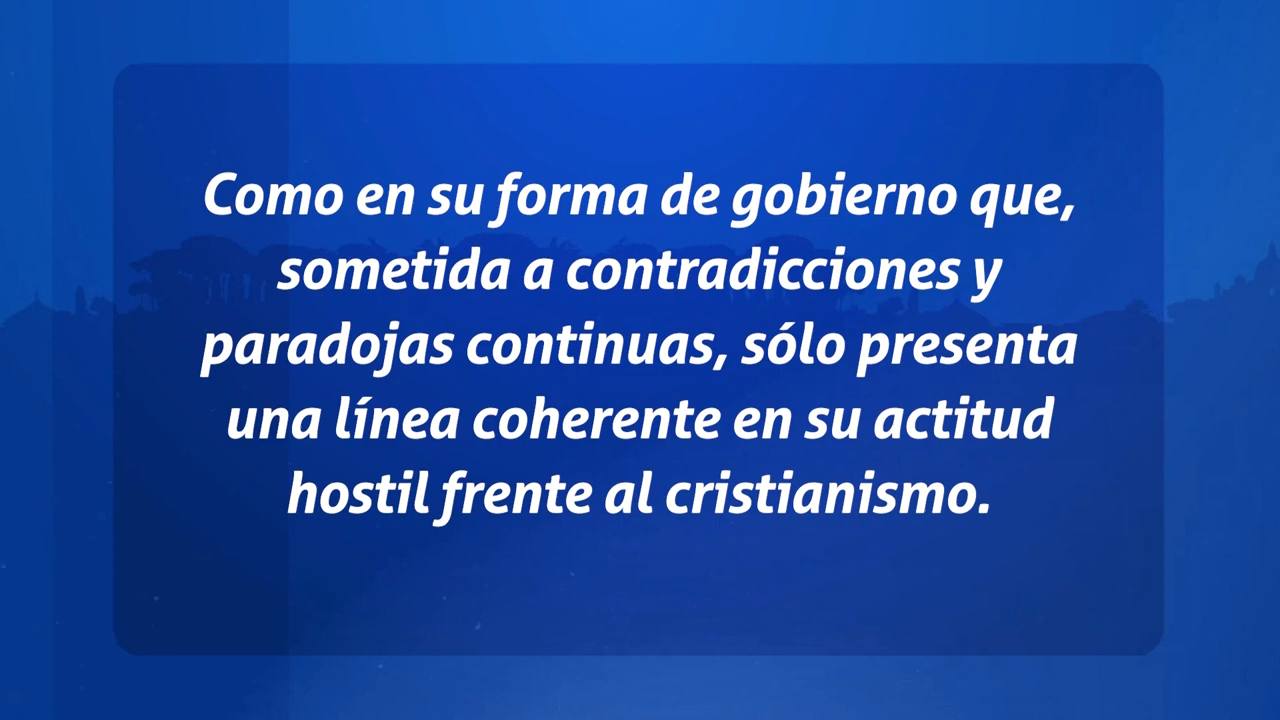 Como en su forma de gobierno que,
sometida a contradicciones y
paradojas continuas, sólo presenta
una línea coherente en su actitud
hostil frente al cristianismo.